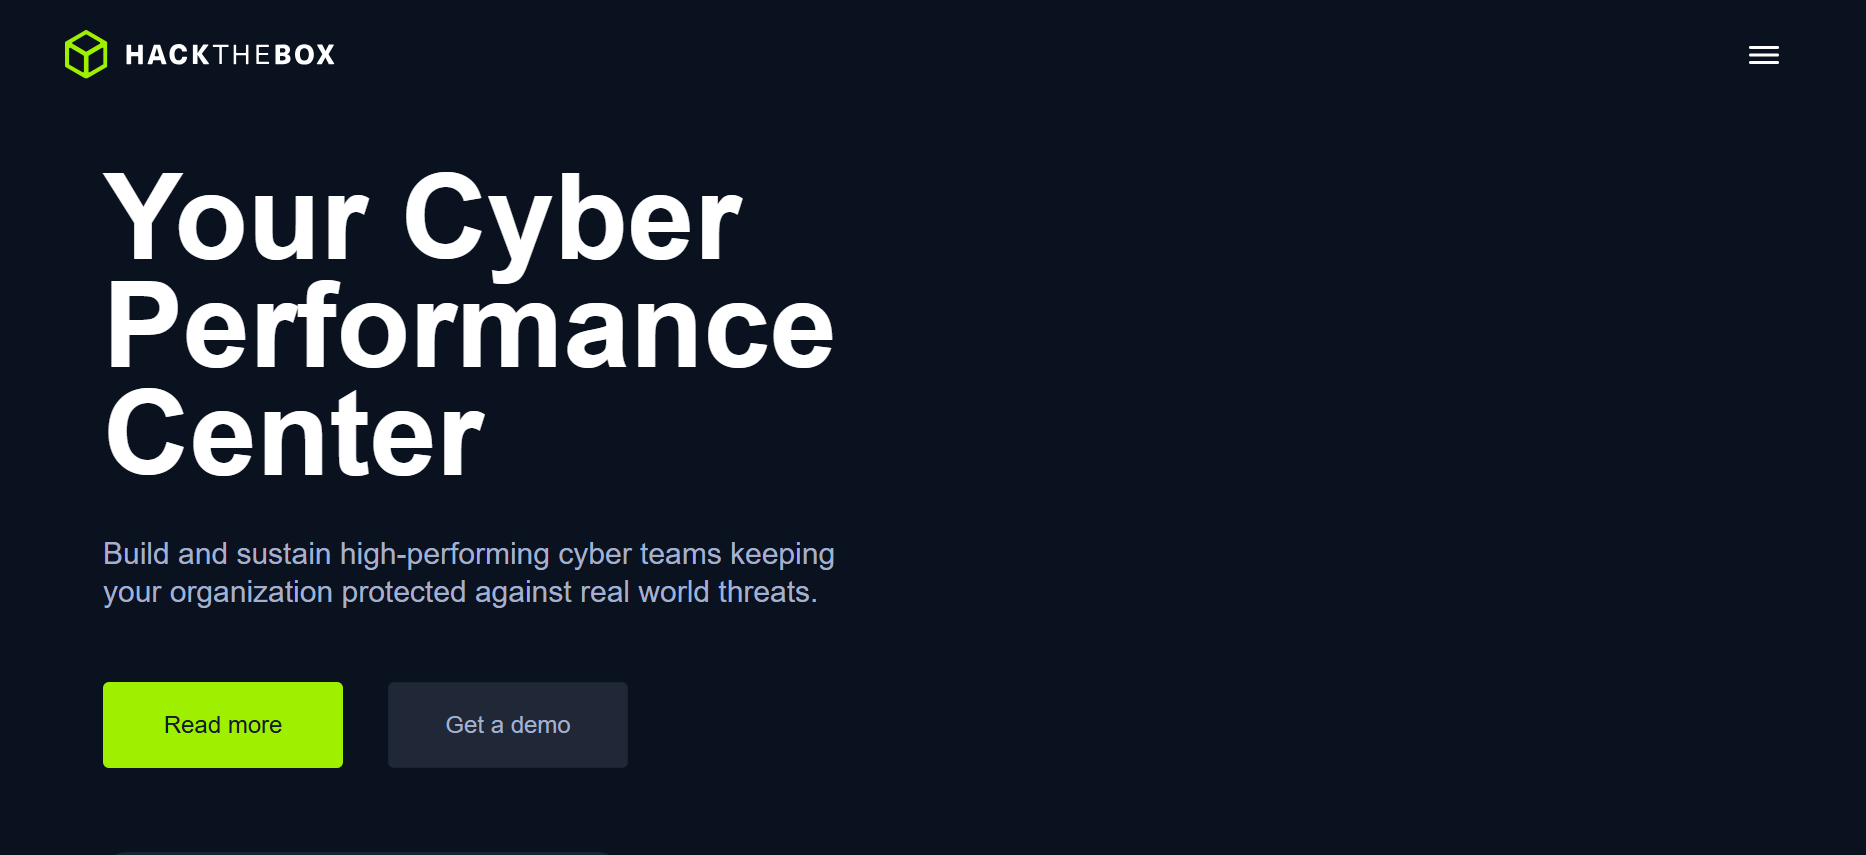 HACKTHEBOX
Your Cyber
Performance
Center
Build and sustain high-performing cyber teams keeping
your organization protected against real world threats.
Read more
Get a demo